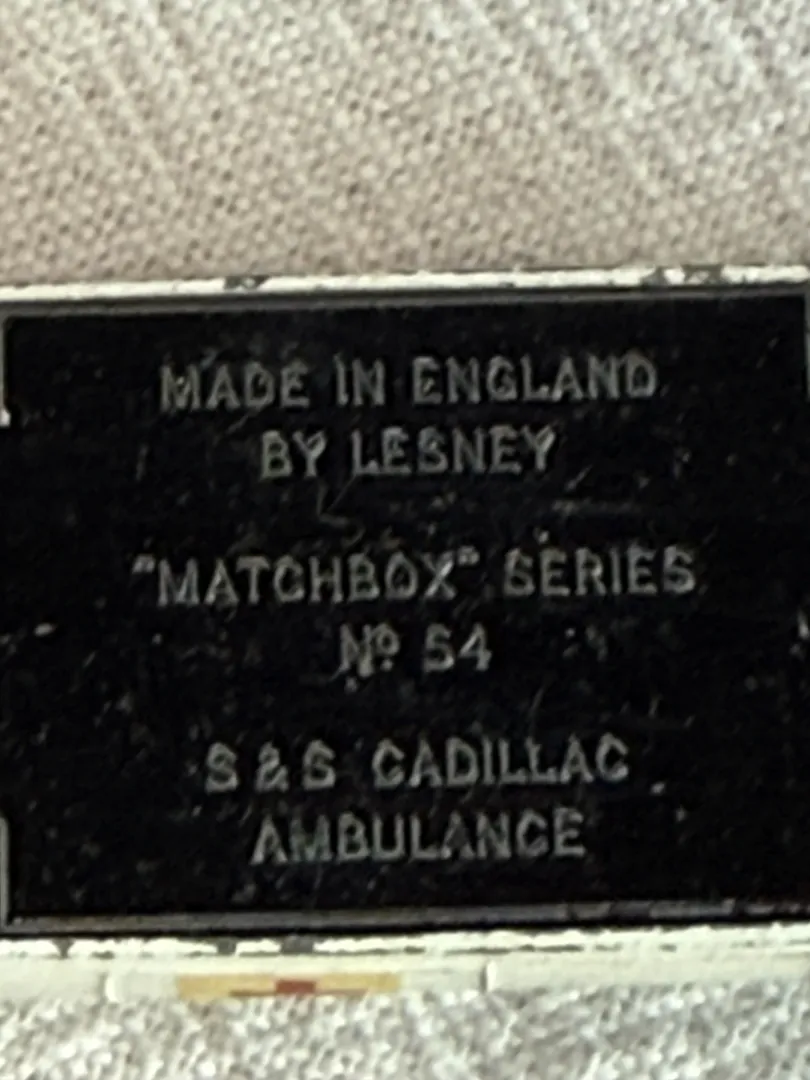 MADE IN ENGLAND
BY LESNEY
"MATCHBOX" SERIES
Nº 54
S & S CADILLAC
AMBULANCE